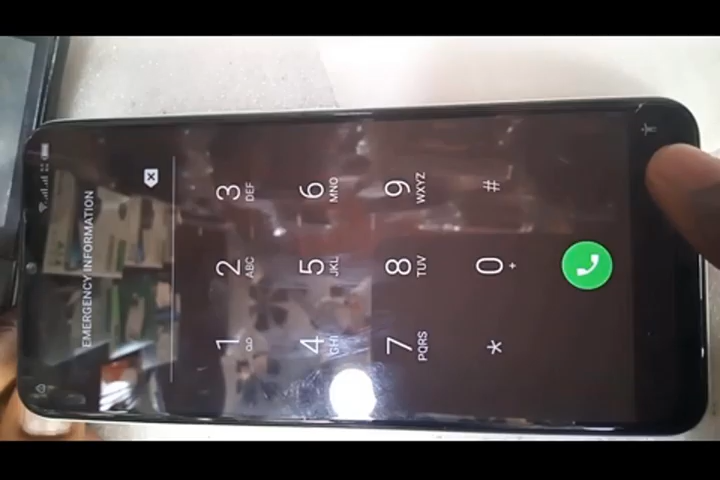 EMERGENCY INFORMATION
1 2 ABC 3 DEF
4 GHI 5 JKL 6 MNO
7 PQRS 8 TUV 9 WXYZ
* 0 + #